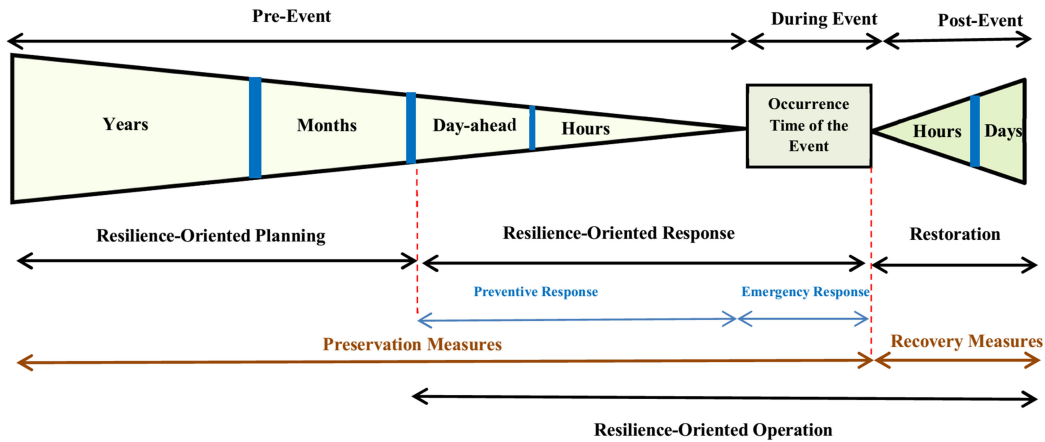 Pre-Event
During Event
Post-Event
Years
Months
Day-ahead
Hours
Occurrence
Time of the
Event
Hours
Days
Resilience-Oriented Planning
Resilience-Oriented Response
Restoration
Preventive Response
Emergency Response
Preservation Measures
Recovery Measures
Resilience-Oriented Operation